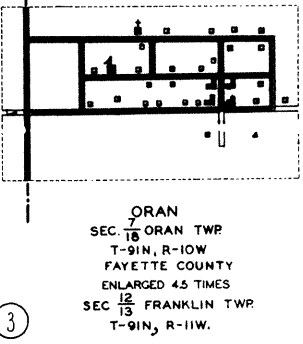 ORAN
SEC. 7/18 ORAN TWP.
T-91N, R-10W
FAYETTE COUNTY
ENLARGED 4.5 TIMES
SEC 12/13 FRANKLIN TWP.
T-91N, R-11W.
3